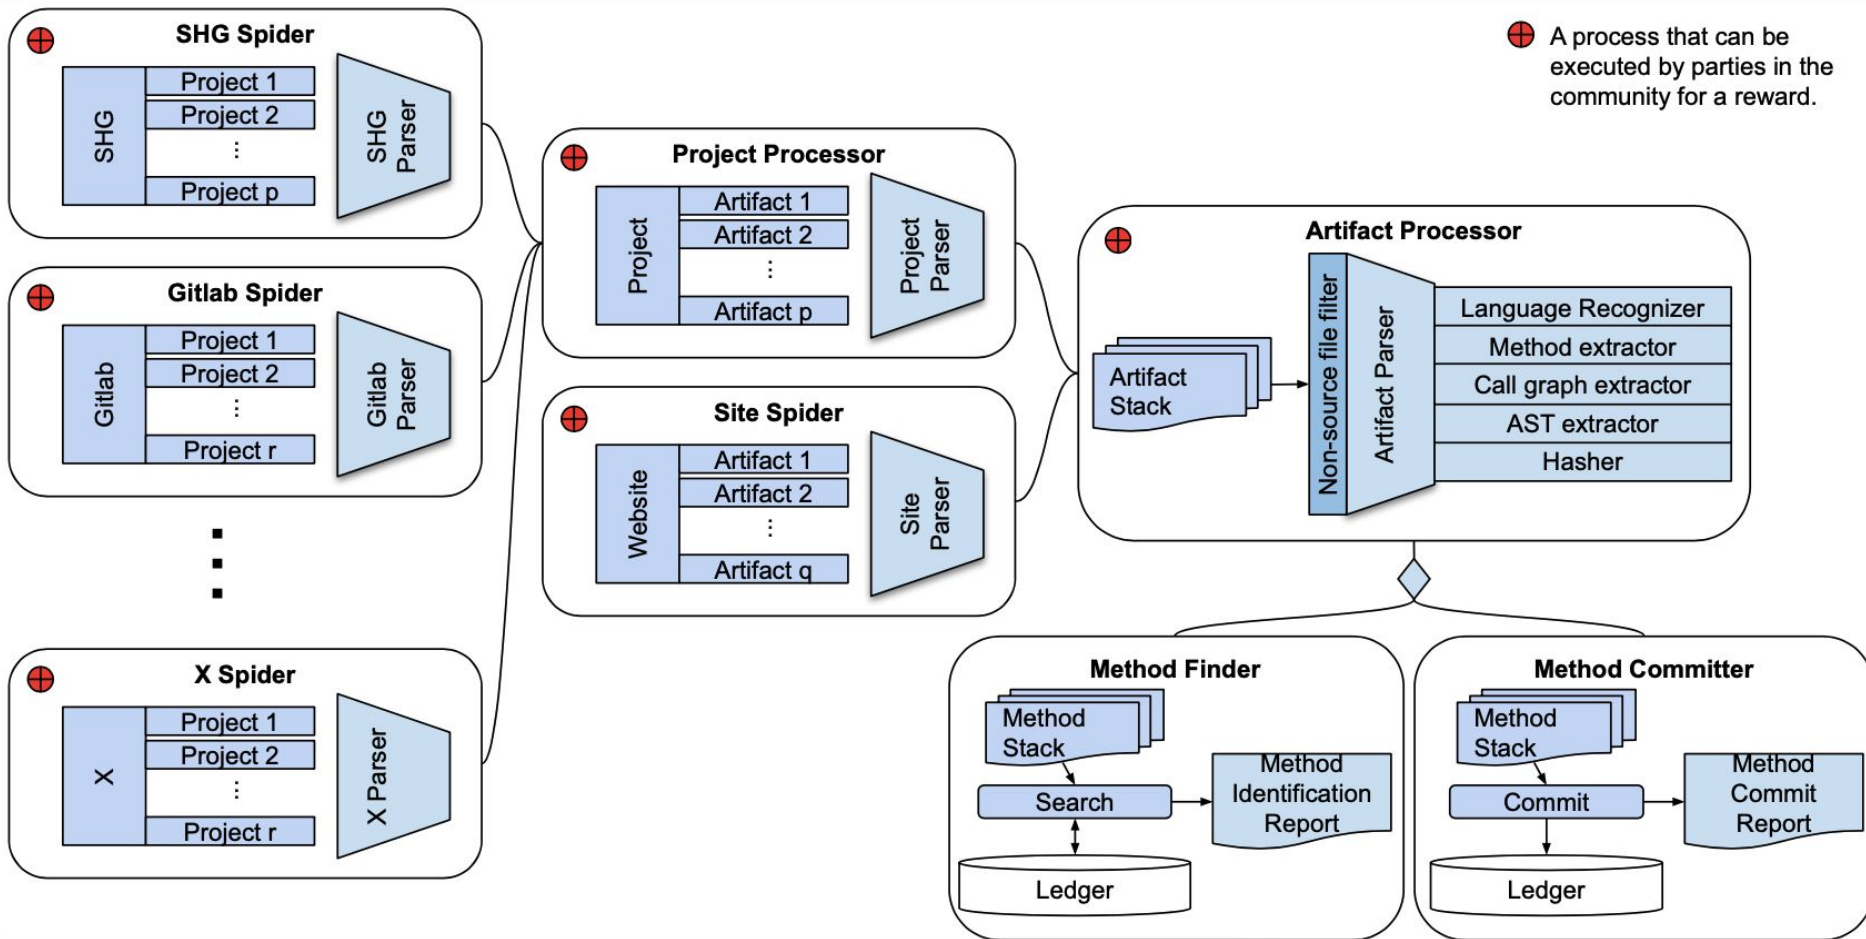 SHG Spider
SHG
Project 1
Project 2
⋮
Project p
SHG
Parser
Gitlab Spider
Gitlab
Project 1
Project 2
⋮
Project r
Gitlab
Parser
X Spider
X
Project 1
Project 2
⋮
Project r
X Parser
Project Processor
Project
Artifact 1
Artifact 2
⋮
Artifact p
Project
Parser
Site Spider
Website
Artifact 1
Artifact 2
⋮
Artifact q
Site
Parser
A process that can be
executed by parties in the
community for a reward.
Artifact Processor
Artifact
Stack
Non-source file filter
Artifact Parser
Language Recognizer
Method extractor
Call graph extractor
AST extractor
Hasher
Method Finder
Method
Stack
Search
Ledger
Method
Identification
Report
Method Committer
Method
Stack
Commit
Ledger
Method
Commit
Report